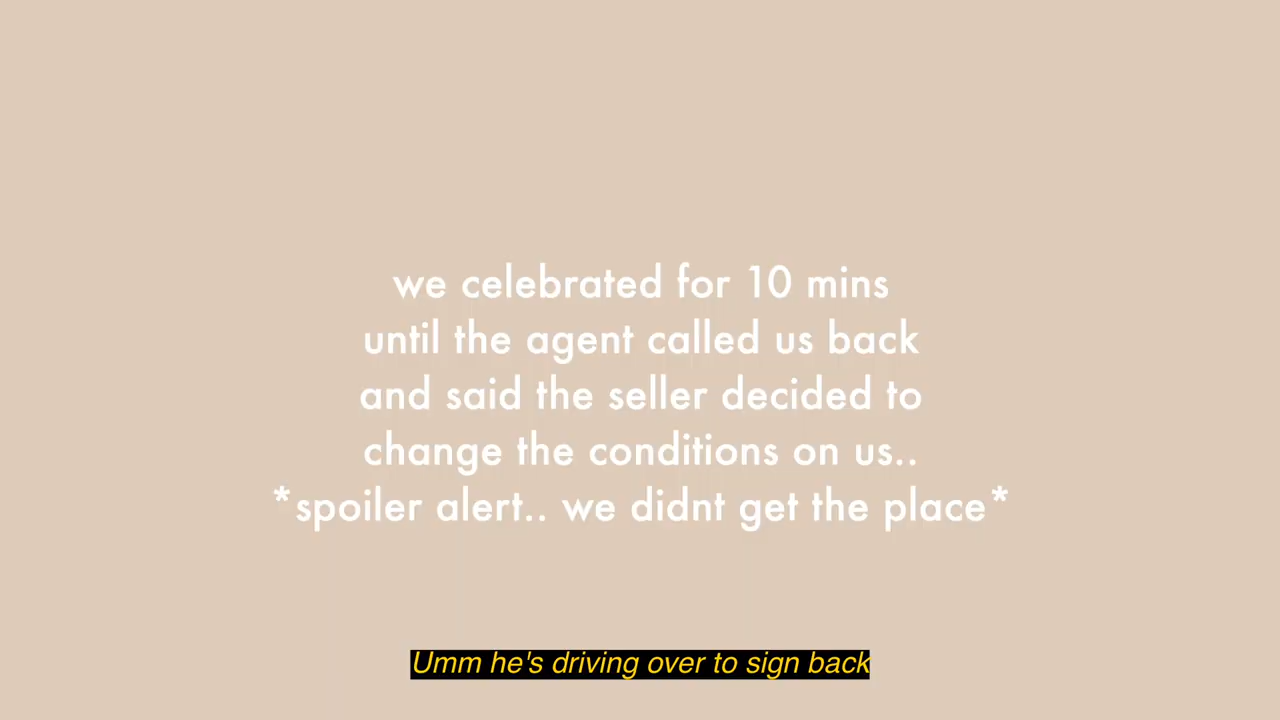 we celebrated for 10 mins
until the agent called us back
and said the seller decided to
change the conditions on us..
*spoiler alert.. we didnt get the place*
Umm he's driving over to sign back